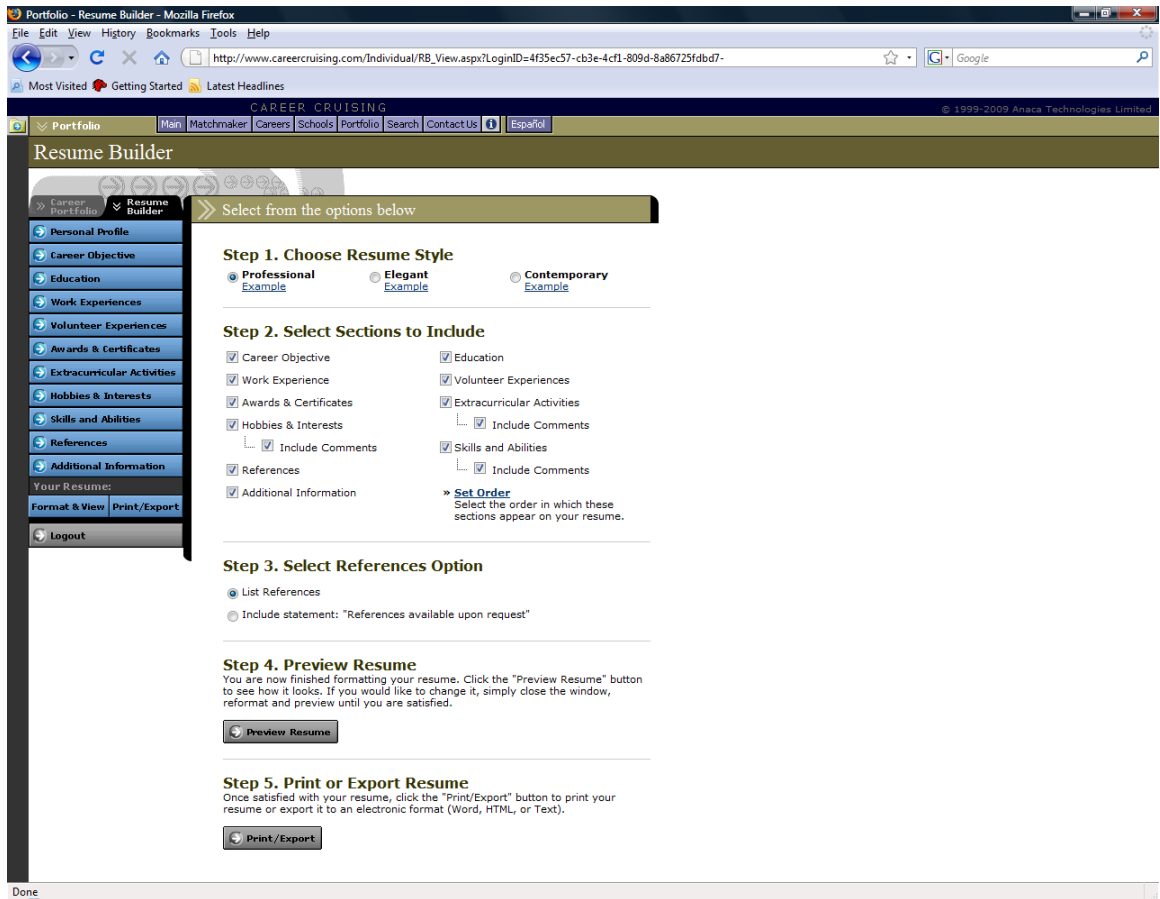 Portfolio - Resume Builder - Mozilla Firefox
File Edit View History Bookmarks Tools Help
http://www.careercruising.com/Individual/RB_View.aspx?LoginID=4f35ec57-cb3e-4cf1-809d-8a86725fdbd7-
G Google
Most Visited Getting Started Latest Headlines
CAREER CRUISING
© 1999-2009 Anaca Technologies Limited
Portfolio
Main Matchmaker Careers Schools Portfolio Search Contact Us Español
Resume Builder
Career Portfolio
Resume Builder
Select from the options below
Personal Profile
Career Objective
Education
Work Experiences
Volunteer Experiences
Awards & Certificates
Extracurricular Activities
Hobbies & Interests
Skills and Abilities
References
Additional Information
Your Resume:
Format & View Print/Export
Logout
Step 1. Choose Resume Style
Professional Elegant Contemporary
Example Example Example
Step 2. Select Sections to Include
Career Objective Education
Work Experience Volunteer Experiences
Awards & Certificates Extracurricular Activities
Hobbies & Interests Include Comments
Include Comments Skills and Abilities
References Include Comments
Additional Information » Set Order
Select the order in which these
sections appear on your resume.
Step 3. Select References Option
List References
Include statement: "References available upon request"
Step 4. Preview Resume
You are now finished formatting your resume. Click the "Preview Resume" button
to see how it looks. If you would like to change it, simply close the window,
reformat and preview until you are satisfied.
Preview Resume
Step 5. Print or Export Resume
Once satisfied with your resume, click the "Print/Export" button to print your
resume or export it to an electronic format (Word, HTML, or Text).
Print/Export
Done